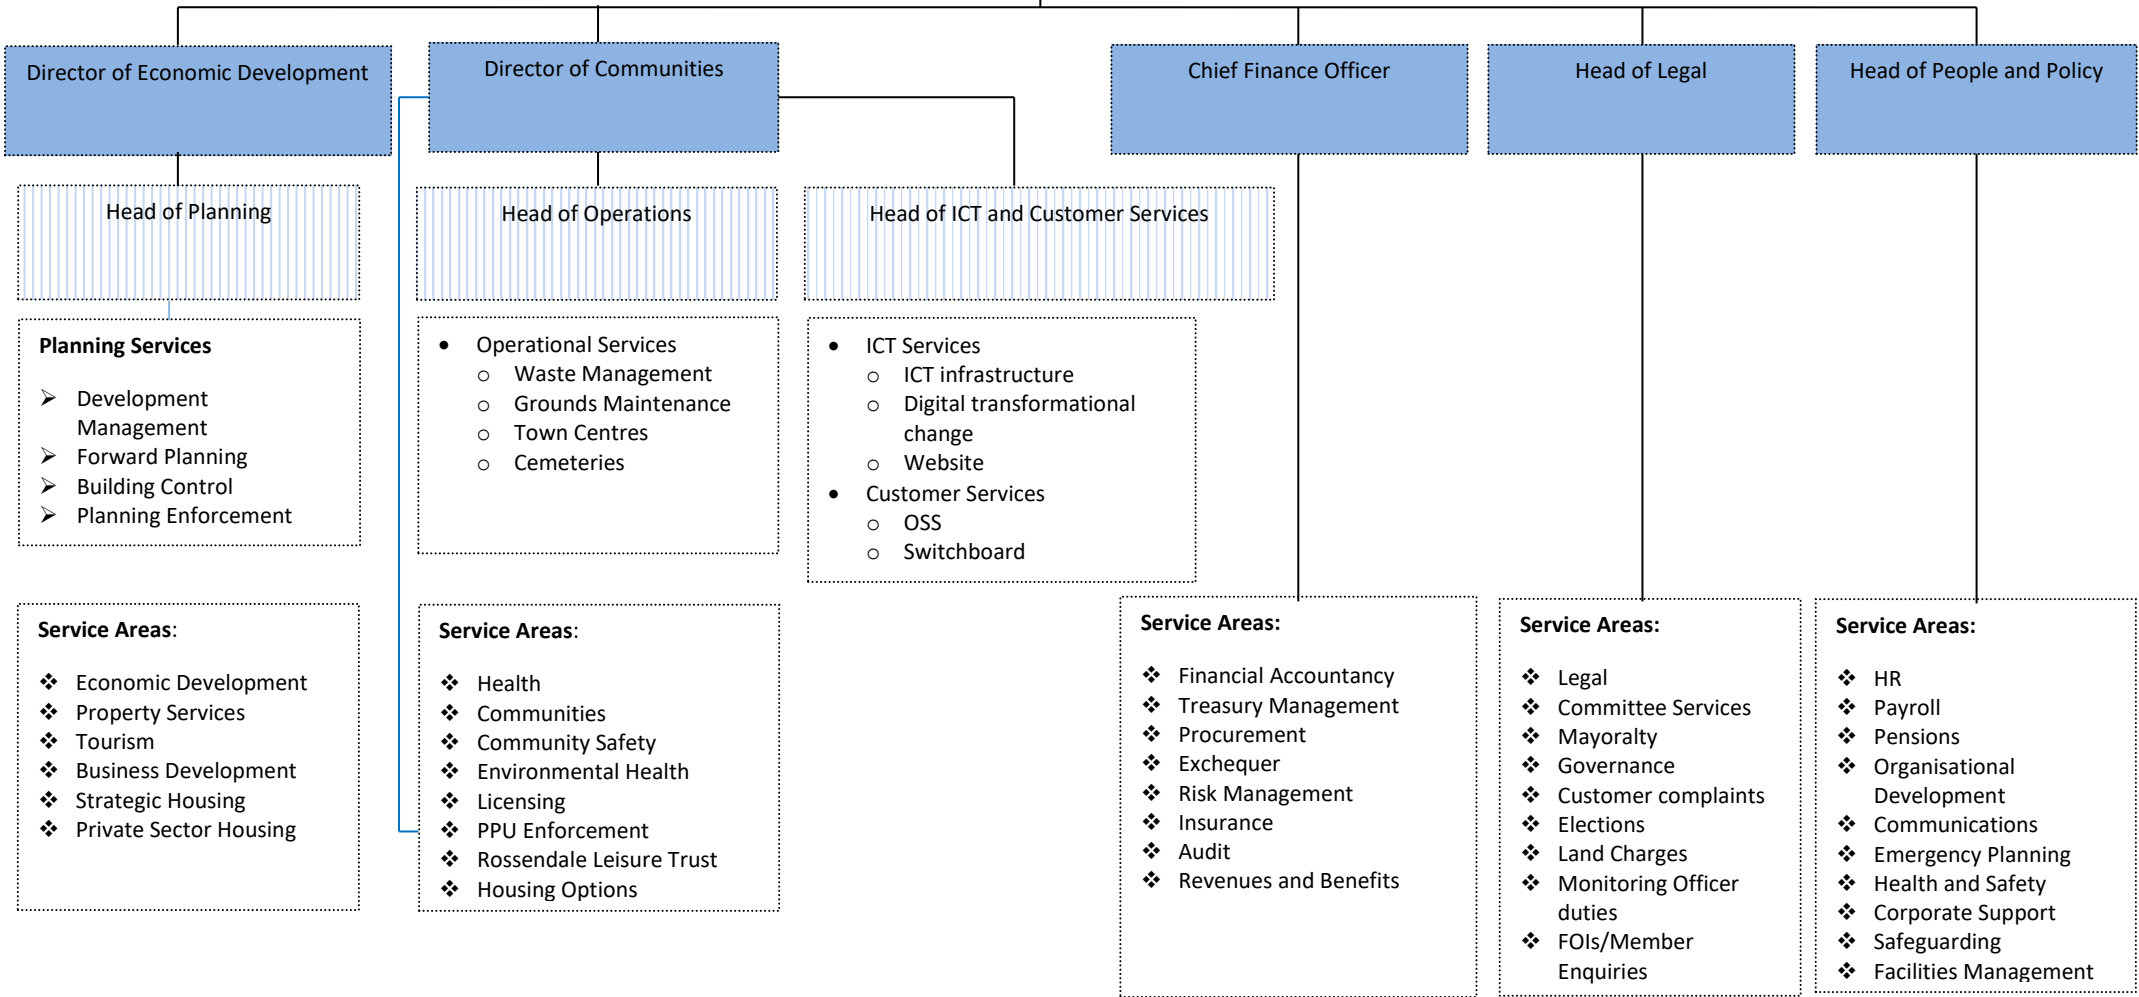 Director of Economic Development
Director of Communities
Chief Finance Officer
Head of Legal
Head of People and Policy
Head of Planning
Head of Operations
Head of ICT and Customer Services
Planning Services
➢ Development
Management
➢ Forward Planning
➢ Building Control
➢ Planning Enforcement
• Operational Services
o Waste Management
o Grounds Maintenance
o Town Centres
o Cemeteries
• ICT Services
o ICT infrastructure
o Digital transformational
change
o Website
• Customer Services
o OSS
o Switchboard
Service Areas:
❖ Economic Development
❖ Property Services
❖ Tourism
❖ Business Development
❖ Strategic Housing
❖ Private Sector Housing
Service Areas:
❖ Health
❖ Communities
❖ Community Safety
❖ Environmental Health
❖ Licensing
❖ PPU Enforcement
❖ Rossendale Leisure Trust
❖ Housing Options
Service Areas:
❖ Financial Accountancy
❖ Treasury Management
❖ Procurement
❖ Exchequer
❖ Risk Management
❖ Insurance
❖ Audit
❖ Revenues and Benefits
Service Areas:
❖ Legal
❖ Committee Services
❖ Mayoralty
❖ Governance
❖ Customer complaints
❖ Elections
❖ Land Charges
❖ Monitoring Officer
duties
❖ FOIs/Member
Enquiries
Service Areas:
❖ HR
❖ Payroll
❖ Pensions
❖ Organisational
Development
❖ Communications
❖ Emergency Planning
❖ Health and Safety
❖ Corporate Support
❖ Safeguarding
❖ Facilities Management